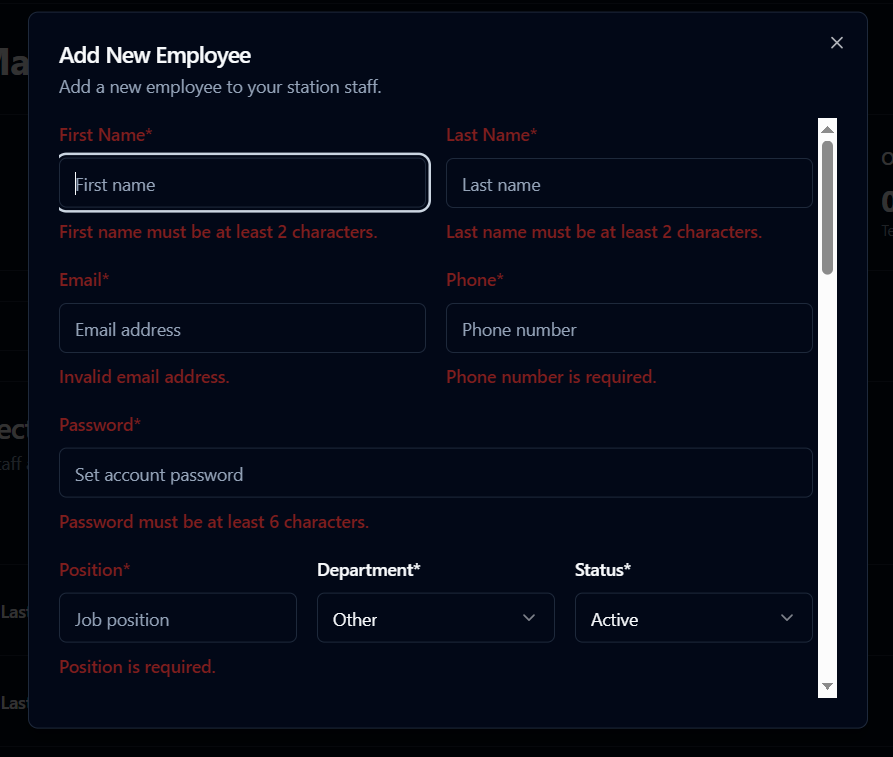 Add New Employee
Add a new employee to your station staff.
First Name* Last Name*
First name Last name
First name must be at least 2 characters. Last name must be at least 2 characters.
Email* Phone*
Email address Phone number
Invalid email address. Phone number is required.
Password*
Set account password
Password must be at least 6 characters.
Position* Department* Status*
Job position Other Active
Position is required.
Last
Last